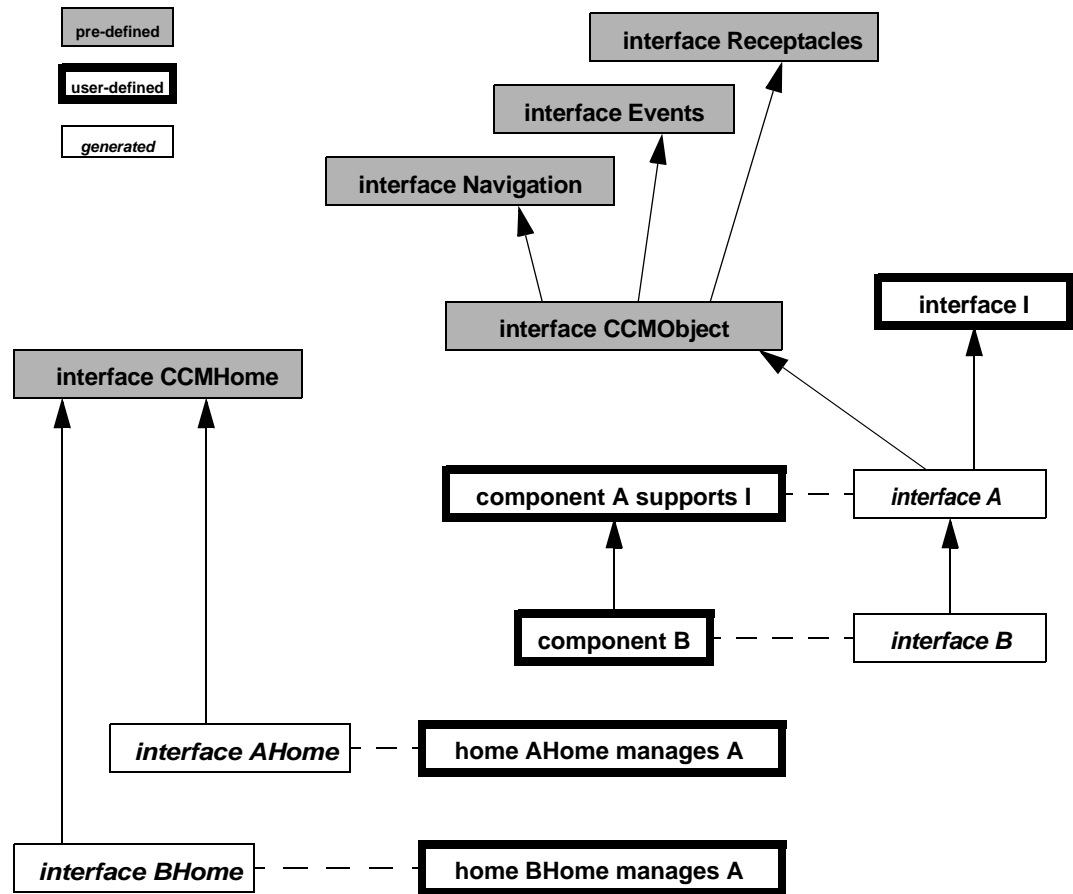 pre-defined
user-defined
generated
interface Receptacles
interface Events
interface Navigation
interface CCMObject
interface I
interface CCMHome
component A supports I
interface A
component B
interface B
interface AHome
home AHome manages A
interface BHome
home BHome manages A